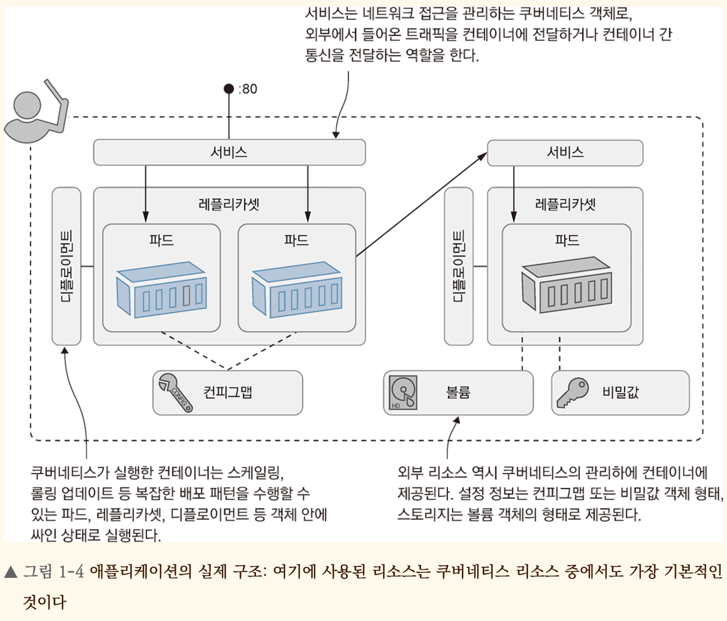 서비스는 네트워크 접근을 관리하는 쿠버네티스 객체로,
외부에서 들어온 트래픽을 컨테이너에 전달하거나 컨테이너 간
통신을 전달하는 역할을 한다.
:80
서비스
서비스
디플로이먼트
레플리카셋
파드
파드
디플로이먼트
레플리카셋
파드
CONFIG
컨피그맵
HD
볼륨
비밀값
쿠버네티스가 실행한 컨테이너는 스케일링,
롤링 업데이트 등 복잡한 배포 패턴을 수행할 수
있는 파드, 레플리카셋, 디플로이먼트 등 객체 안에
싸인 상태로 실행된다.
외부 리소스 역시 쿠버네티스의 관리하에 컨테이너에
제공된다. 설정 정보는 컨피그맵 또는 비밀값 객체 형태,
스토리지는 볼륨 객체의 형태로 제공된다.
▲ 그림 1-4 애플리케이션의 실제 구조: 여기에 사용된 리소스는 쿠버네티스 리소스 중에서도 가장 기본적인
것이다